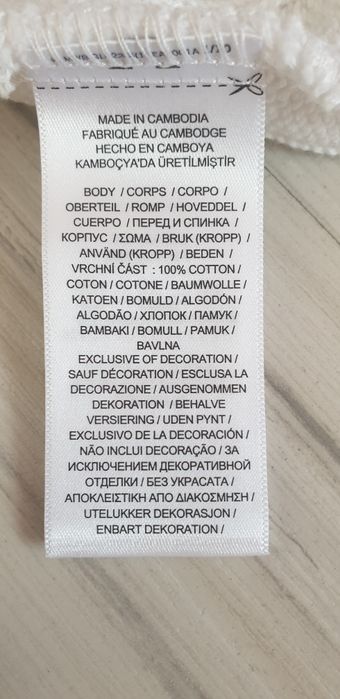 MADE IN CAMBODIA
FABRIQUÉ AU CAMBODGE
HECHO EN CAMBOYA
KAMBOÇYA'DA ÜRETİLMİŞTİR
BODY / CORPS / CORPO /
OBERTEIL / ROMP / HOVEDDEL /
CUERPO / ПЕРЕД И СПИНКА /
КОРПУС / ΣΩΜΑ / BRUK (KROPP) /
ANVÄND (KROPP) / BEDEN /
VRCHNÍ ČÁST : 100% COTTON /
COTON / COTONE / BAUMWOLLE /
KATOEN / BOMULD / ALGODÓN /
ALGODÃO / ХЛОПОК / ПАМУК /
BAMBAKI / BOMULL / PAMUK /
BAVLNA
EXCLUSIVE OF DECORATION /
SAUF DÉCORATION / ESCLUSA LA
DECORAZIONE / AUSGENOMMEN
DEKORATION / BEHALVE
VERSIERING / UDEN PYNT /
EXCLUSIVO DE LA DECORACIÓN /
NÃO INCLUI DECORAÇÃO / ЗА
ИСКЛЮЧЕНИЕМ ДЕКОРАТИВНОЙ
ОТДЕЛКИ / БЕЗ УКРАСАТА /
ΑΠΟΚΛΕΙΣΤΙΚΗ ΑΠΟ ΔΙΑΚΟΣΜΗΣΗ /
UTELUKKER DEKORASJON /
ENBART DEKORATION /